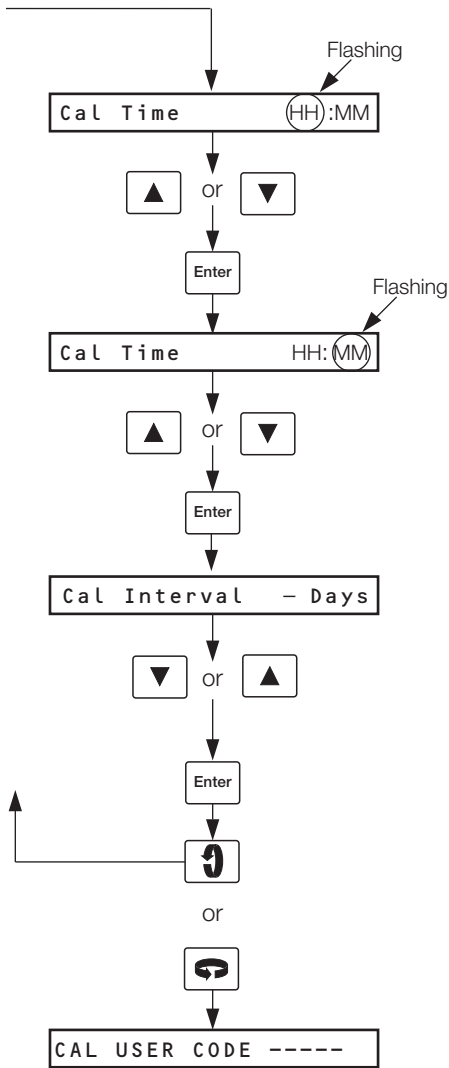 Flashing
Cal Time HH:MM
▲ or ▼
Enter
Flashing
Cal Time HH:MM
▲ or ▼
Enter
Cal Interval – Days
▼ or ▲
Enter
or
CAL USER CODE -----